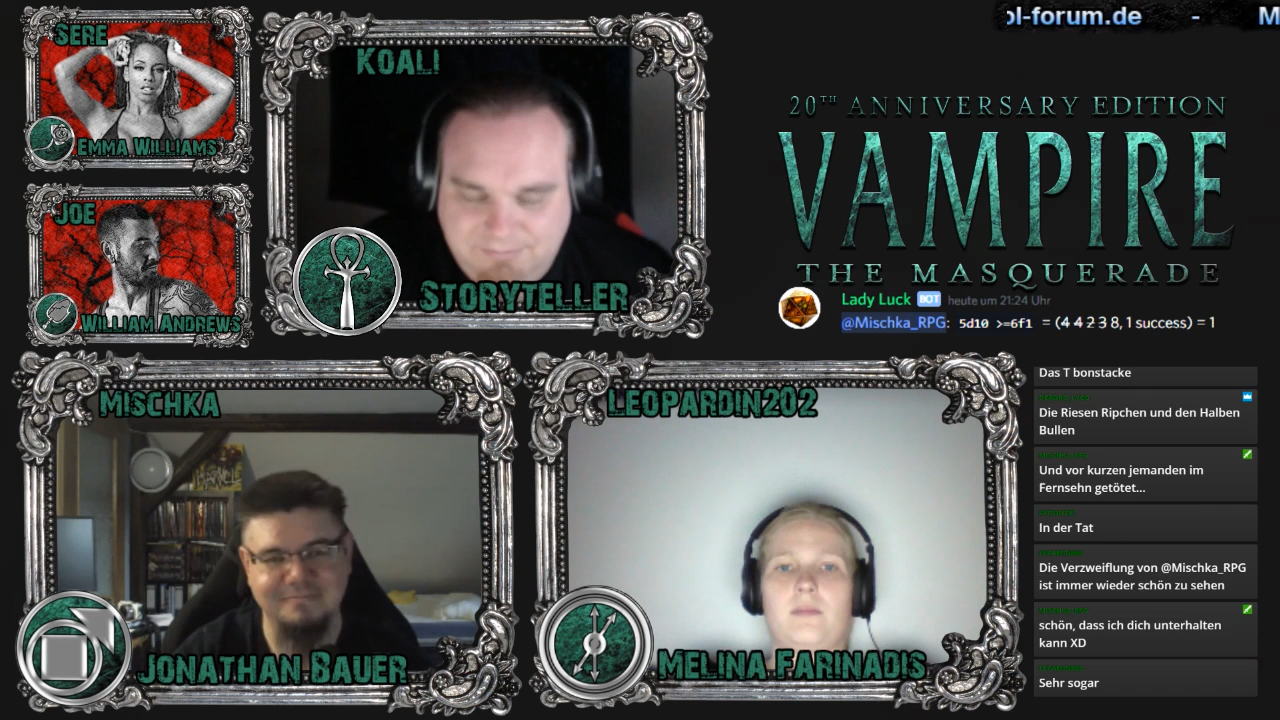 SERE
EMMA WILLIAMS
JOE
WILLIAM ANDREWS
KOALI
STORYTELLER
ol-forum.de - M
20TH ANNIVERSARY EDITION
VAMPIRE
THE MASQUERADE
Lady Luck BOT heute um 21:24 Uhr
@Mischka_RPG: 5d10 >=6f1 = (4 4 2 3 8, 1 success) = 1
MISCHKA
JONATHAN BAUER
LEOPARDIN202
MELINA FARINADIS
Das T bonstacke
Die Riesen Ripchen und den Halben
Bullen
Und vor kurzen jemanden im
Fernsehn getötet...
In der Tat
Die Verzweiflung von @Mischka_RPG
ist immer wieder schön zu sehen
schön, dass ich dich unterhalten
kann XD
Sehr sogar